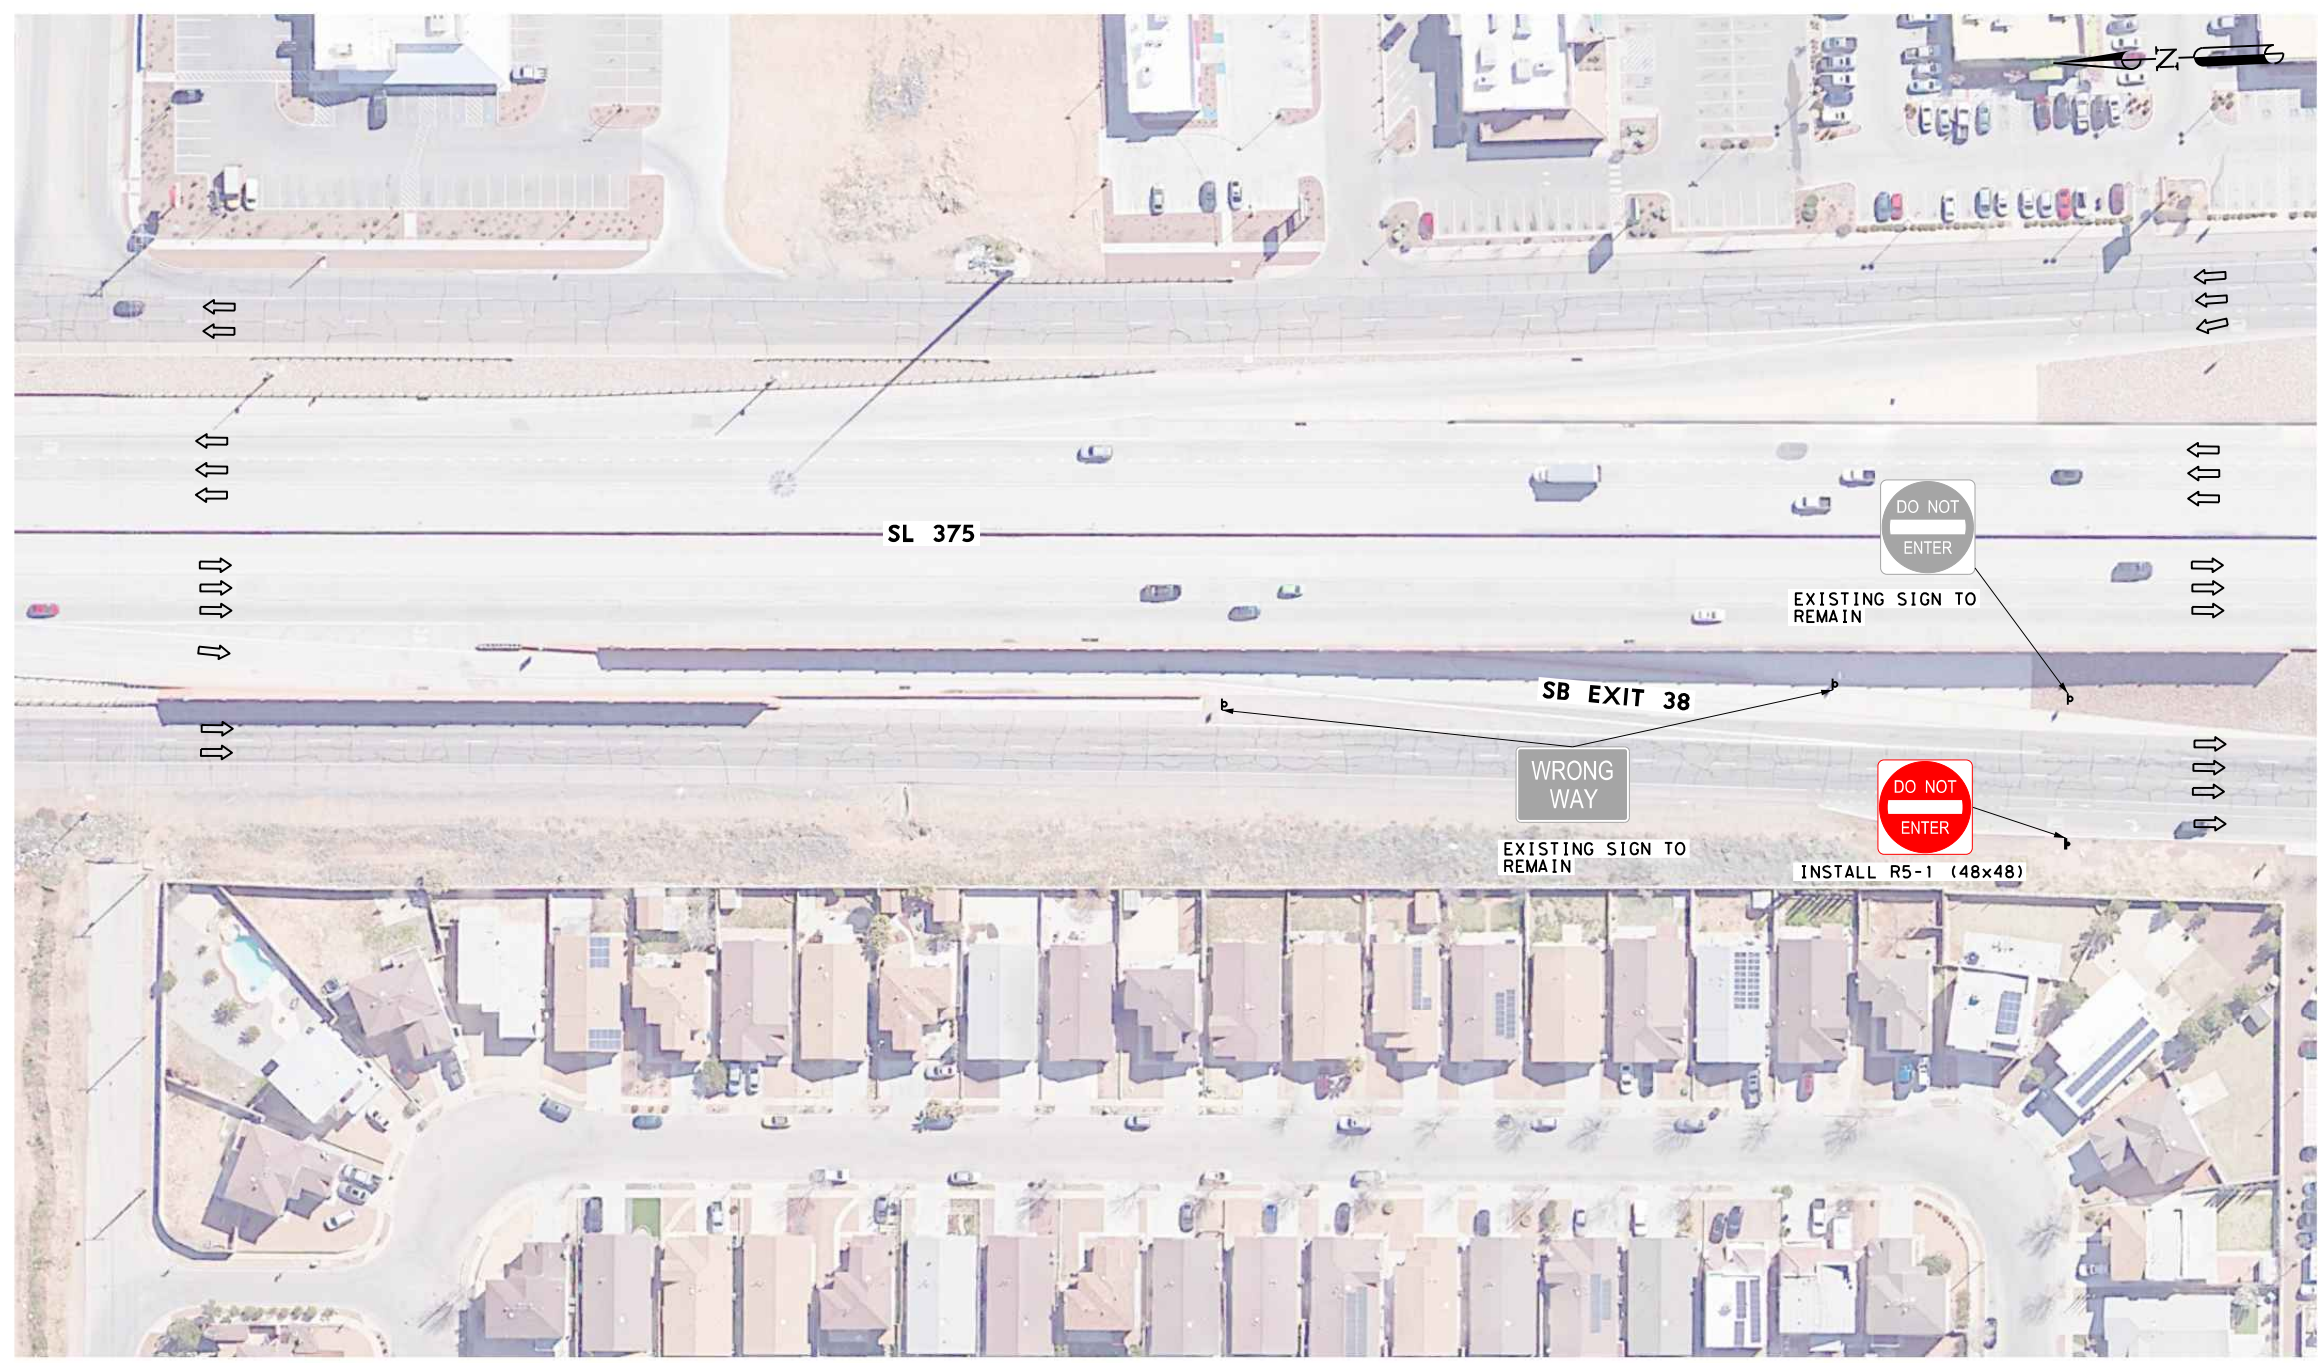 N
SL 375
DO NOT
ENTER
EXISTING SIGN TO
REMAIN
SB EXIT 38
WRONG
WAY
EXISTING SIGN TO
REMAIN
DO NOT
ENTER
INSTALL R5-1 (48x48)